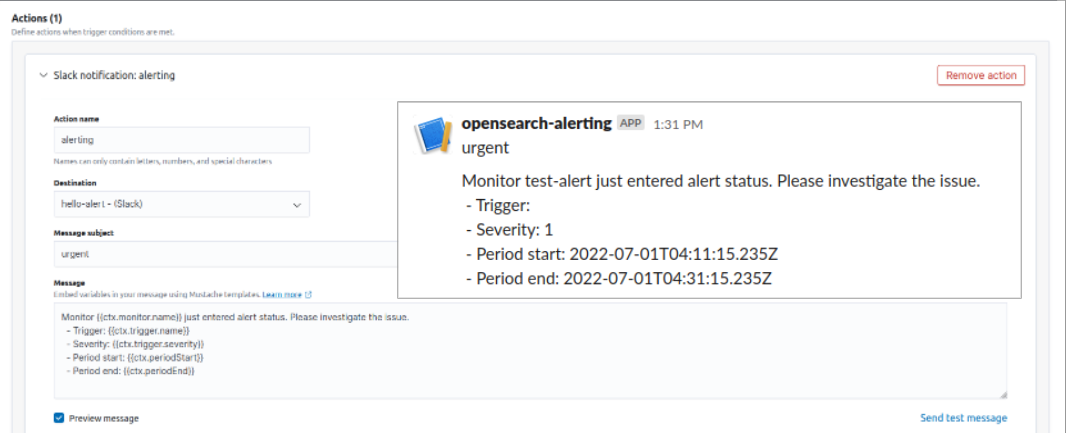 Actions (1)
Define actions when trigger conditions are met.
Slack notification: alerting
Remove action
Action name
alerting
Names can only contain letters, numbers, and special characters
Destination
hello-alert - (Slack)
Message subject
urgent
opensearch-alerting APP 1:31 PM
urgent
Monitor test-alert just entered alert status. Please investigate the issue.
- Trigger:
- Severity: 1
- Period start: 2022-07-01T04:11:15.235Z
- Period end: 2022-07-01T04:31:15.235Z
Message
Embed variables in your message using Mustache templates. Learn more
Monitor {{ctx.monitor.name}} just entered alert status. Please investigate the issue.
- Trigger: {{ctx.trigger.name}}
- Severity: {{ctx.trigger.severity}}
- Period start: {{ctx.periodStart}}
- Period end: {{ctx.periodEnd}}
Preview message
Send test message